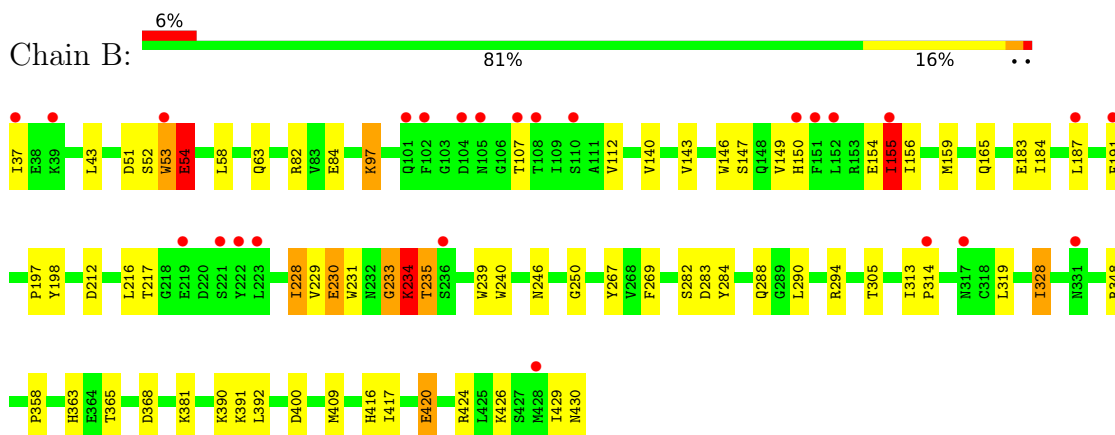 6%
Chain B:
81% 16% • •
I37 E38 K39 L43 D51 S52 W53 E54 L58 Q63 R82 V83 E84 K97 Q101 F102 G103 D104 N105 G106 T107 T108 I109 S110 A111 V112 V140 V143 W146 S147 Q148 V149 H150 F151 L152 R153 E154 I155 I156 M159 Q165 E183 I184 L187
P197 Y198 D212 L216 T217 G218 E219 D220 S221 Y222 L223 I228 V229 E230 W231 N232 G233 K234 T235 S236 W239 W240 N246 G250 Y267 V268 F269 S282 D283 Y284 Q288 G289 L290 R294 T305 I313 P314 N317 C318 L319 I328 N331
P358 H363 E364 T365 D368 K381 K390 K391 L392 D400 M409 H416 I417 E420 R424 L425 K426 S427 M428 I429 N430